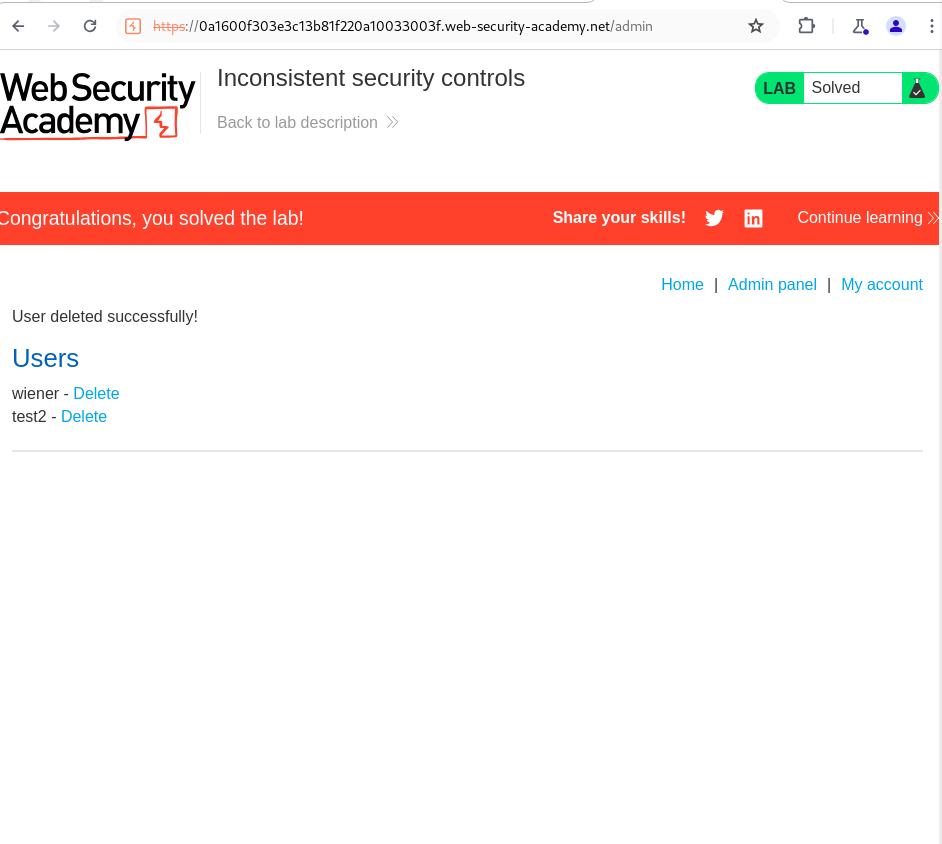 https://0a1600f303e3c13b81f220a10033003f.web-security-academy.net/admin
Web Security
Academy
Inconsistent security controls
Back to lab description
LAB Solved
Congratulations, you solved the lab!
Share your skills!
Continue learning
Home | Admin panel | My account
User deleted successfully!
Users
wiener - Delete
test2 - Delete